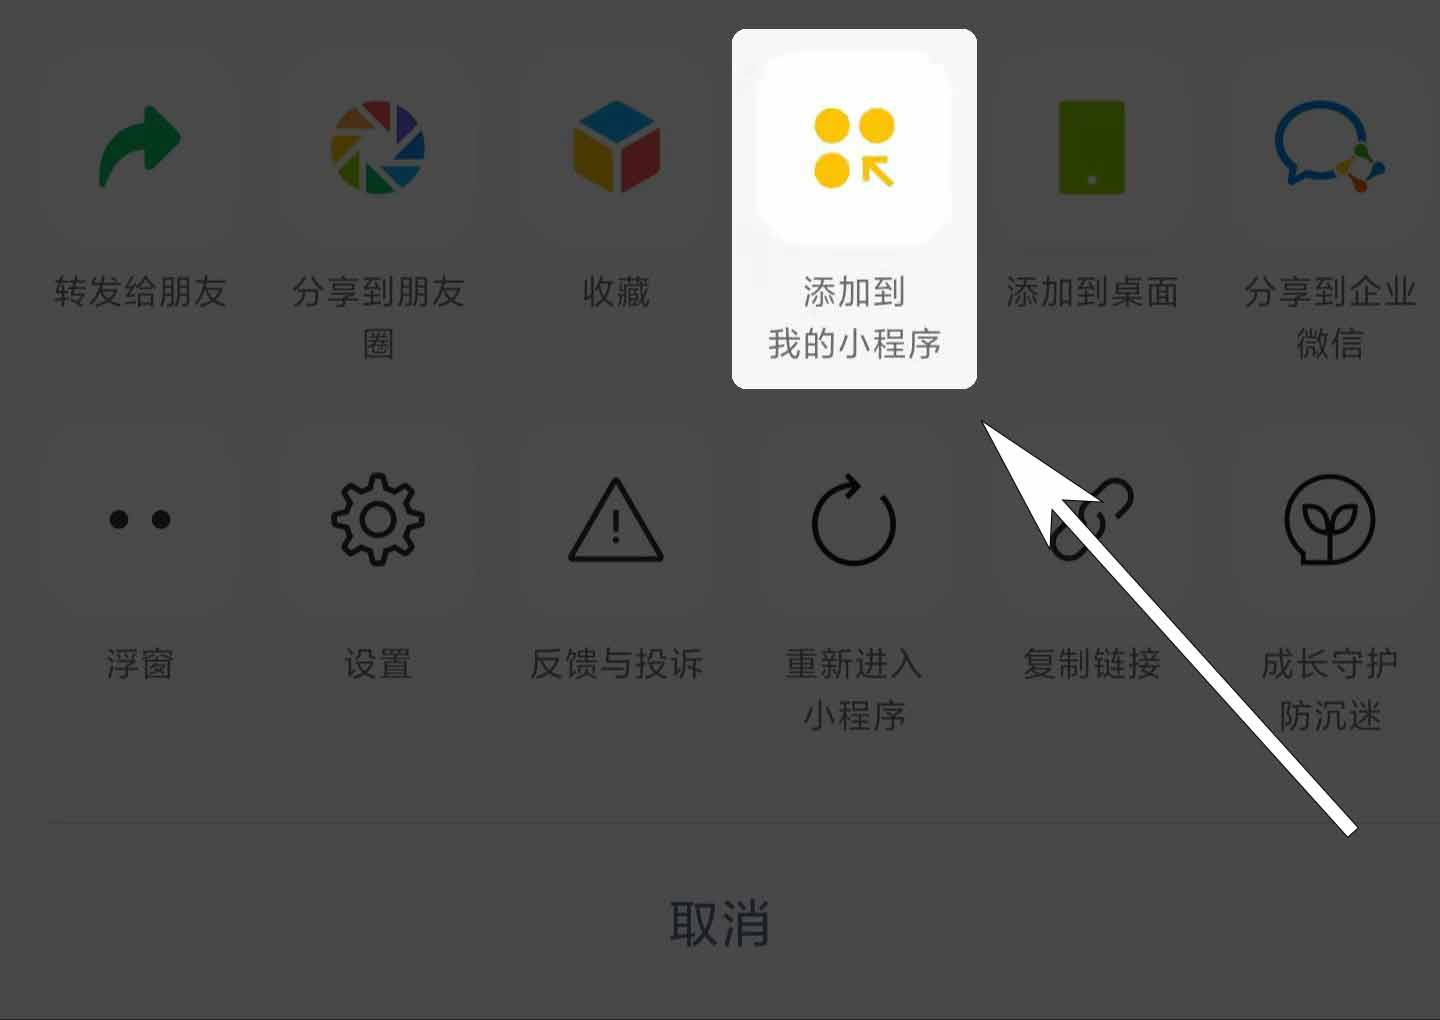 转发给朋友
分享到朋友
圈
收藏
添加到
我的小程序
添加到桌面
分享到企业
微信
浮窗
设置
反馈与投诉
重新进入
小程序
复制链接
成长守护
防沉迷
取消